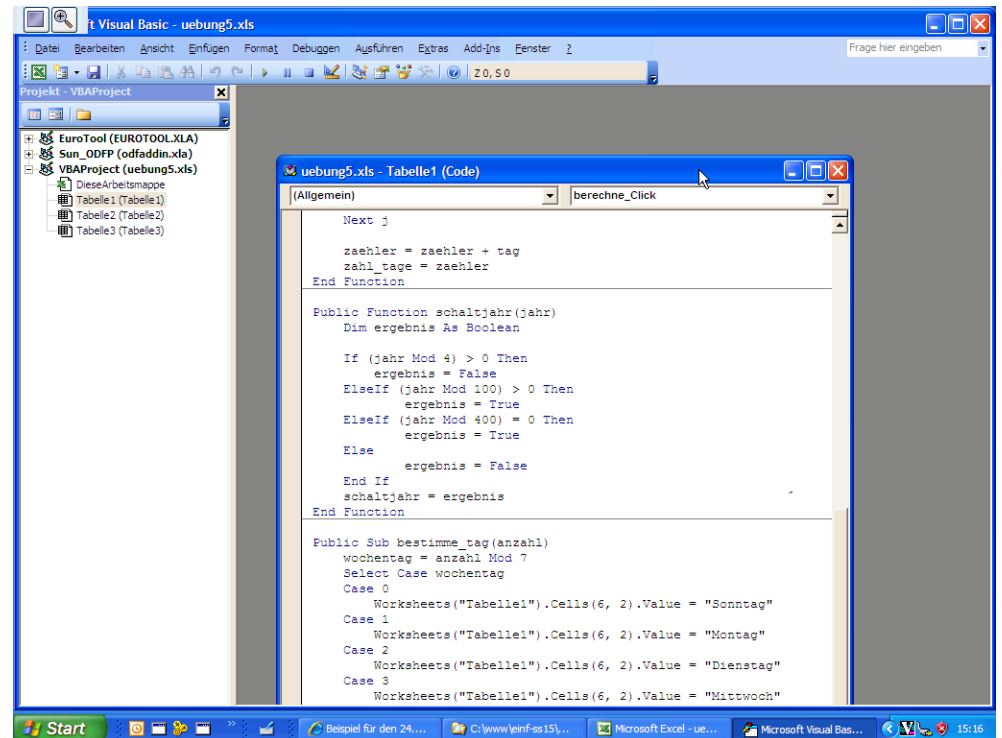 ft Visual Basic - uebung5.xls
Datei Bearbeiten Ansicht Einfügen Format Debuggen Ausführen Extras Add-Ins Fenster ?
Frage hier eingeben
Z 0, S 0
Projekt - VBAProject
EuroTool (EUROTOOL.XLA)
Sun_ODFP (odfaddin.xla)
VBAProject (uebung5.xls)
DieseArbeitsmappe
Tabelle1 (Tabelle1)
Tabelle2 (Tabelle2)
Tabelle3 (Tabelle3)
uebung5.xls - Tabelle1 (Code)
(Allgemein)
berechne_Click
Next j
zaehler = zaehler + tag
zahl_tage = zaehler
End Function
Public Function schaltjahr(jahr)
Dim ergebnis As Boolean
If (jahr Mod 4) > 0 Then
ergebnis = False
ElseIf (jahr Mod 100) > 0 Then
ergebnis = True
ElseIf (jahr Mod 400) = 0 Then
ergebnis = True
Else
ergebnis = False
End If
schaltjahr = ergebnis
End Function
Public Sub bestimme_tag(anzahl)
wochentag = anzahl Mod 7
Select Case wochentag
Case 0
Worksheets("Tabelle1").Cells(6, 2).Value = "Sonntag"
Case 1
Worksheets("Tabelle1").Cells(6, 2).Value = "Montag"
Case 2
Worksheets("Tabelle1").Cells(6, 2).Value = "Dienstag"
Case 3
Worksheets("Tabelle1").Cells(6, 2).Value = "Mittwoch"
Start
Beispiel für den 24....
C:\www\einf-ss15\...
Microsoft Excel - ue...
Microsoft Visual Bas...
15:16